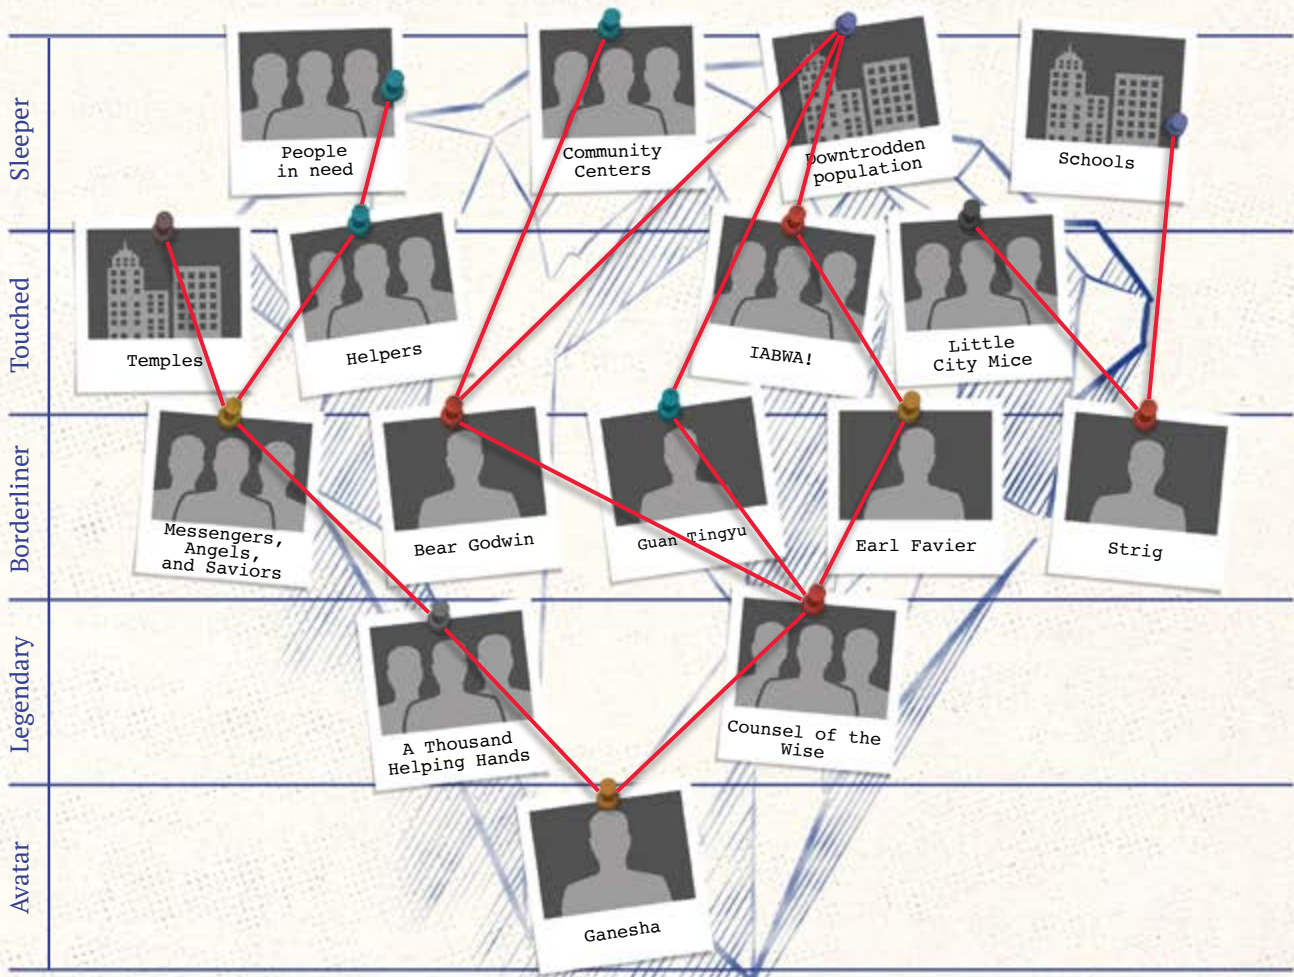 Sleeper
People
in need
Community
Centers
Downtrodden
population
Schools
Touched
Temples
Helpers
IABWA!
Little
City Mice
Borderliner
Messengers,
Angels,
and Saviors
Bear Godwin
Guan Tingyu
Earl Favier
Strig
Legendary
A Thousand
Helping Hands
Counsel of the
Wise
Avatar
Ganesha